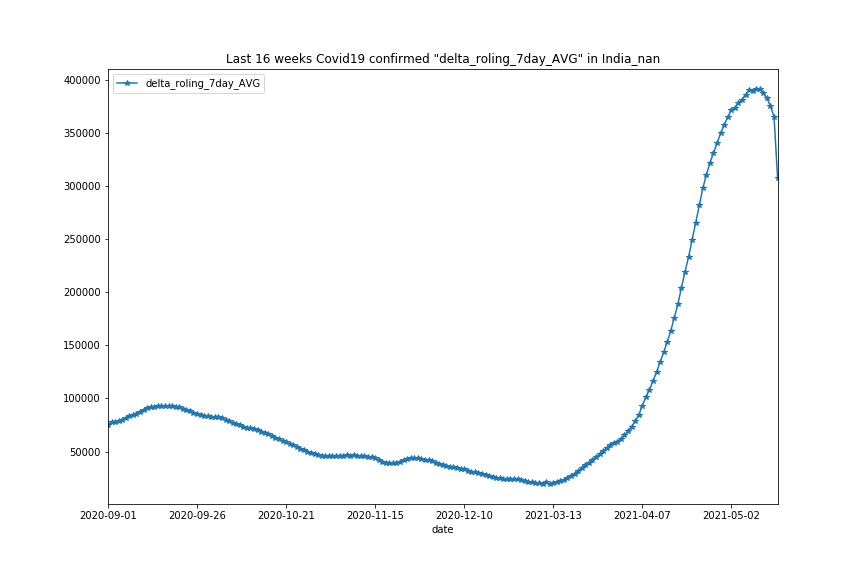 Last 16 weeks Covid19 confirmed "delta_roling_7day_AVG" in India_nan
delta_roling_7day_AVG
400000
350000
300000
250000
200000
150000
100000
50000
2020-09-01 2020-09-26 2020-10-21 2020-11-15 2020-12-10 2021-03-13 2021-04-07 2021-05-02
date